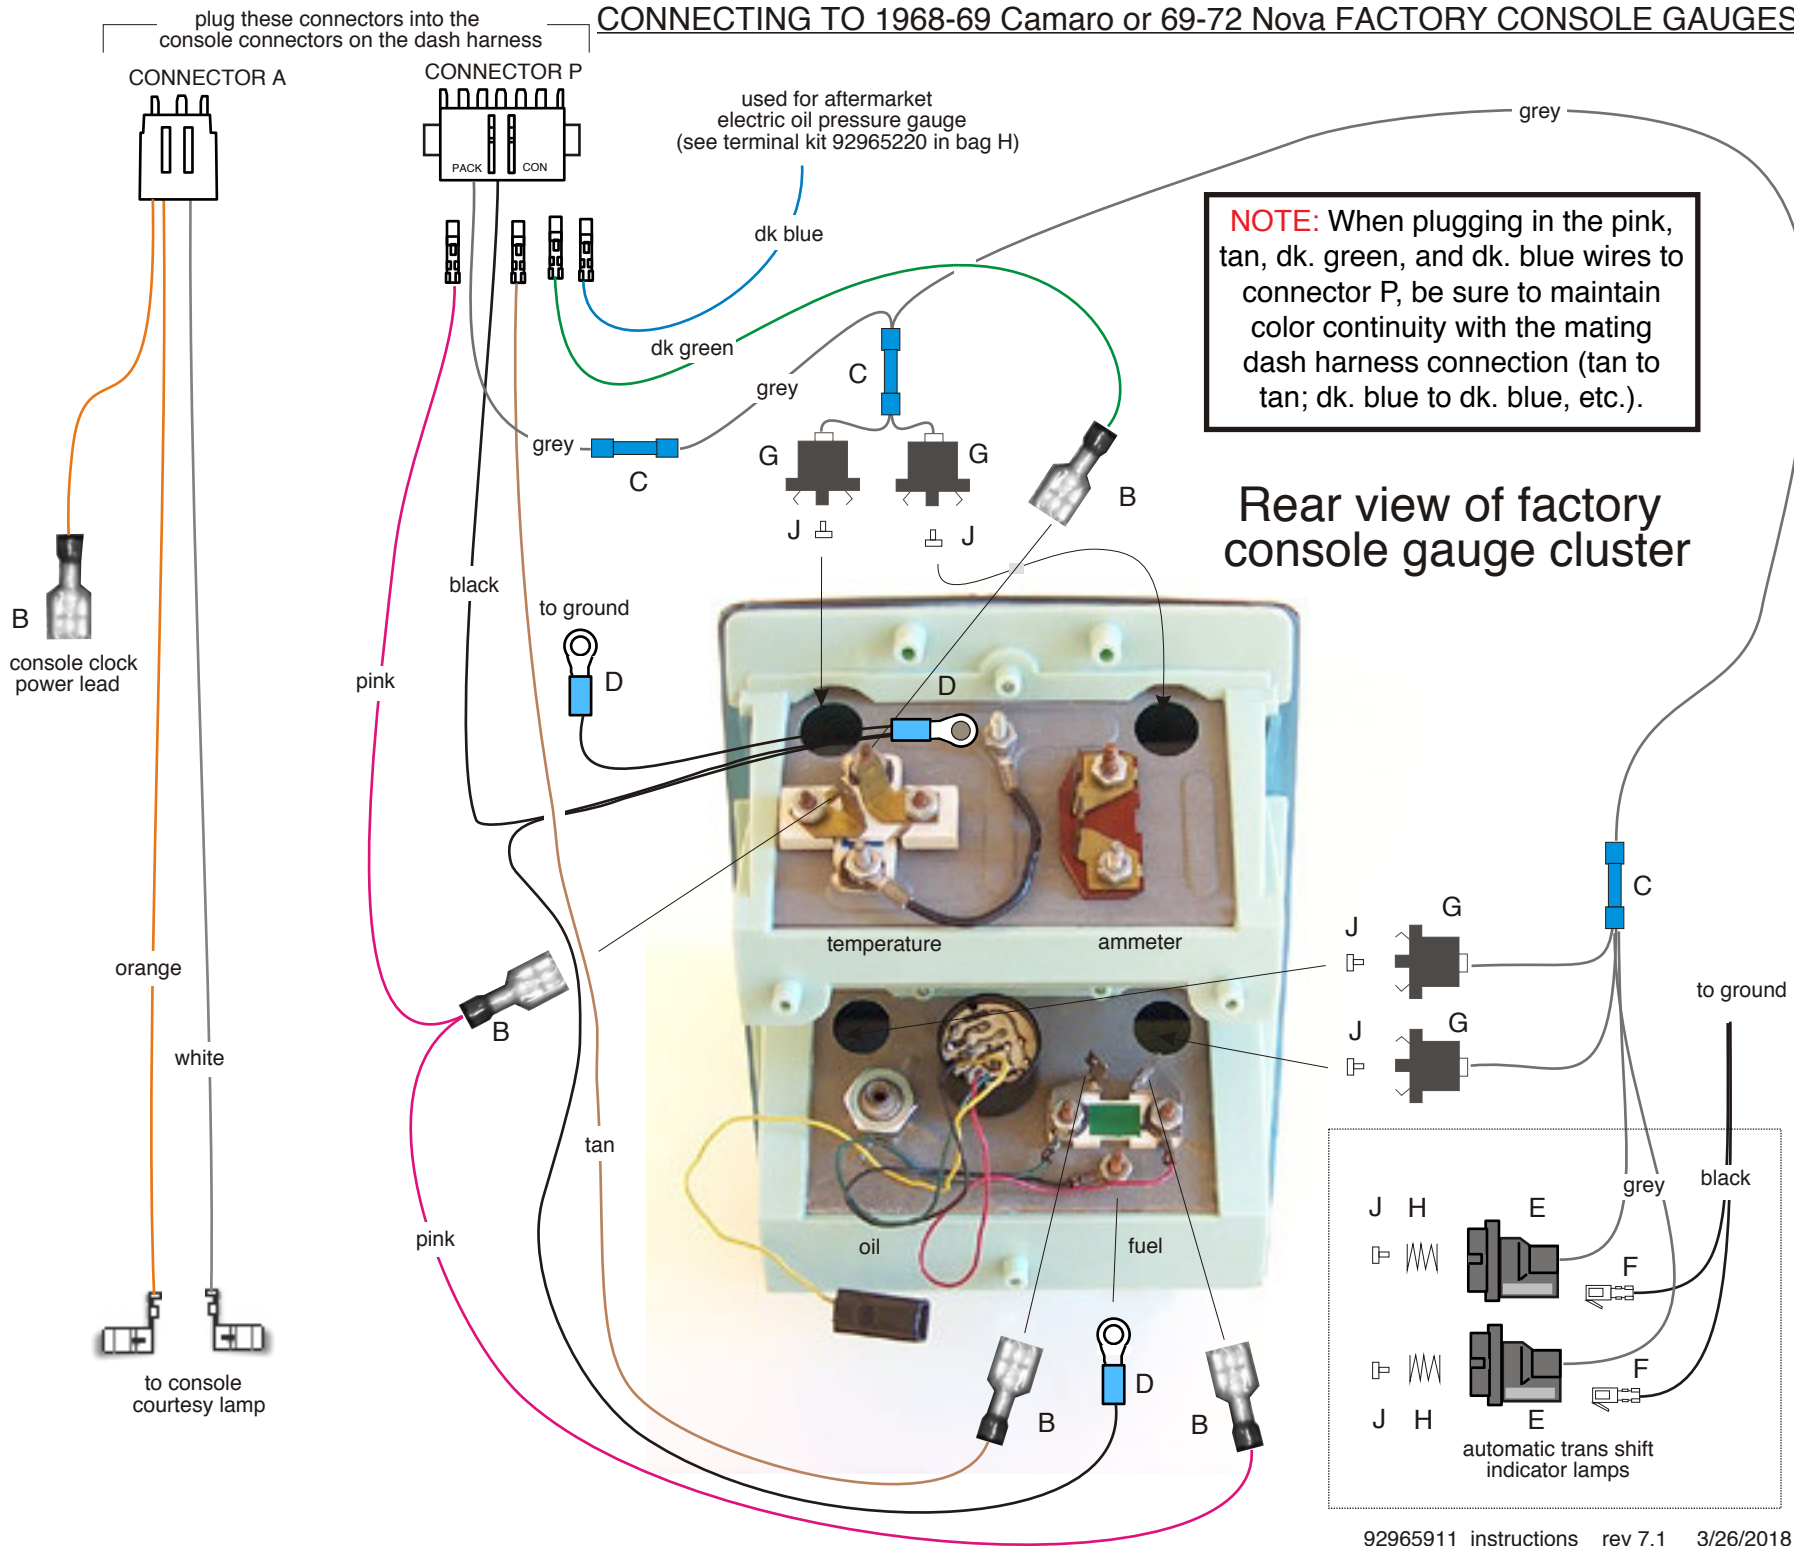 CONNECTING TO 1968-69 Camaro or 69-72 Nova FACTORY CONSOLE GAUGES
plug these connectors into the
console connectors on the dash harness
CONNECTOR A
CONNECTOR P
PACK
CON
used for aftermarket
electric oil pressure gauge
(see terminal kit 92965220 in bag H)
grey
dk blue
NOTE: When plugging in the pink,
tan, dk. green, and dk. blue wires to
connector P, be sure to maintain
color continuity with the mating
dash harness connection (tan to
tan; dk. blue to dk. blue, etc.).
dk green
grey
C
grey
C
G
G
B
J
J
Rear view of factory
console gauge cluster
black
to ground
B
console clock
power lead
pink
D
D
C
G
J
temperature
ammeter
orange
to ground
B
G
J
white
tan
grey
black
J
H
E
pink
oil
fuel
F
F
to console
courtesy lamp
D
B
B
J
H
E
automatic trans shift
indicator lamps
92965911 instructions rev 7.1 3/26/2018